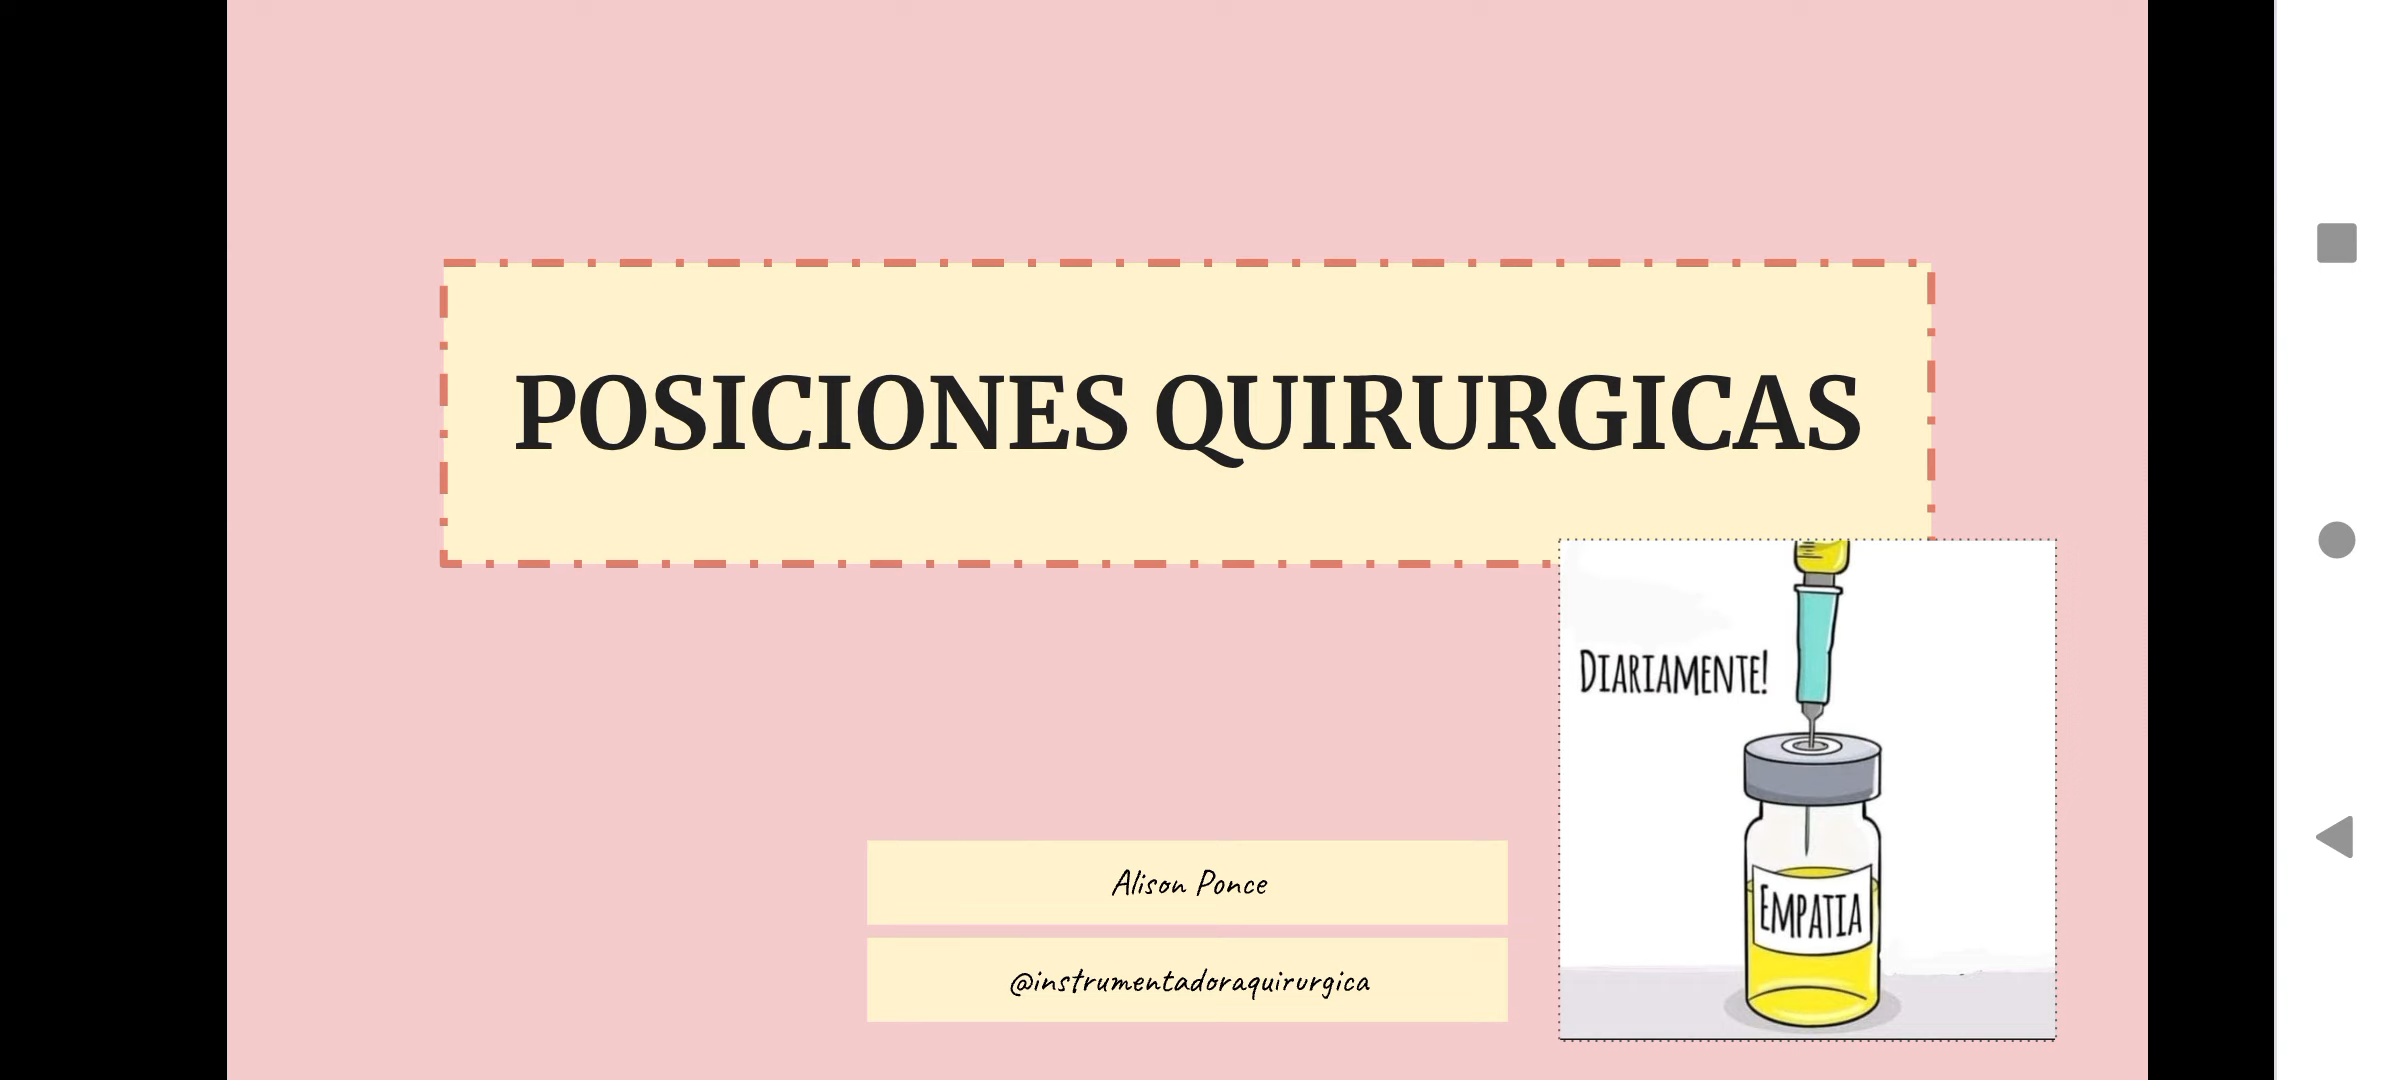 POSICIONES QUIRURGICAS
DIARIAMENTE!
EMPATIA
Alison Ponce
@instrumentadoraquirurgica